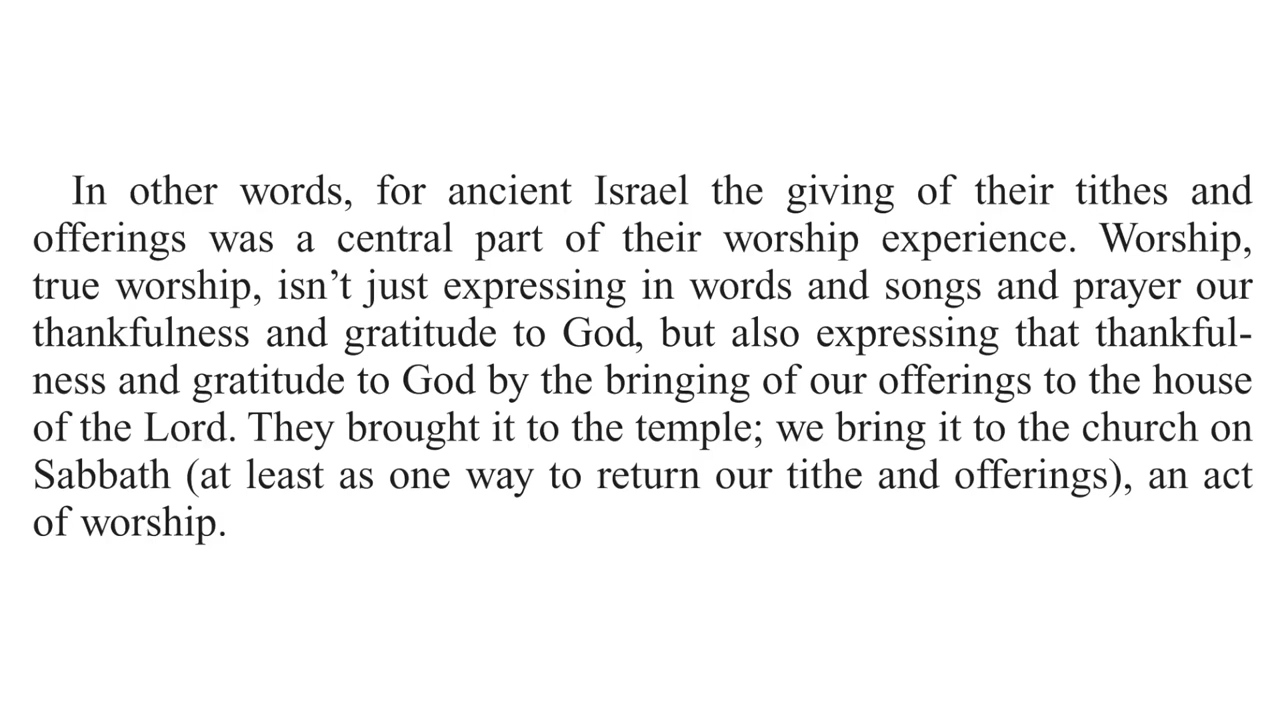 In other words, for ancient Israel the giving of their tithes and
offerings was a central part of their worship experience. Worship,
true worship, isn’t just expressing in words and songs and prayer our
thankfulness and gratitude to God, but also expressing that thankful-
ness and gratitude to God by the bringing of our offerings to the house
of the Lord. They brought it to the temple; we bring it to the church on
Sabbath (at least as one way to return our tithe and offerings), an act
of worship.